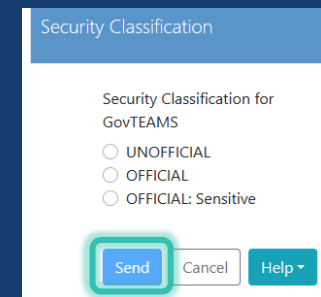 Security Classification
Security Classification for
GovTEAMS
UNOFFICIAL
OFFICIAL
OFFICIAL: Sensitive
Send Cancel Help